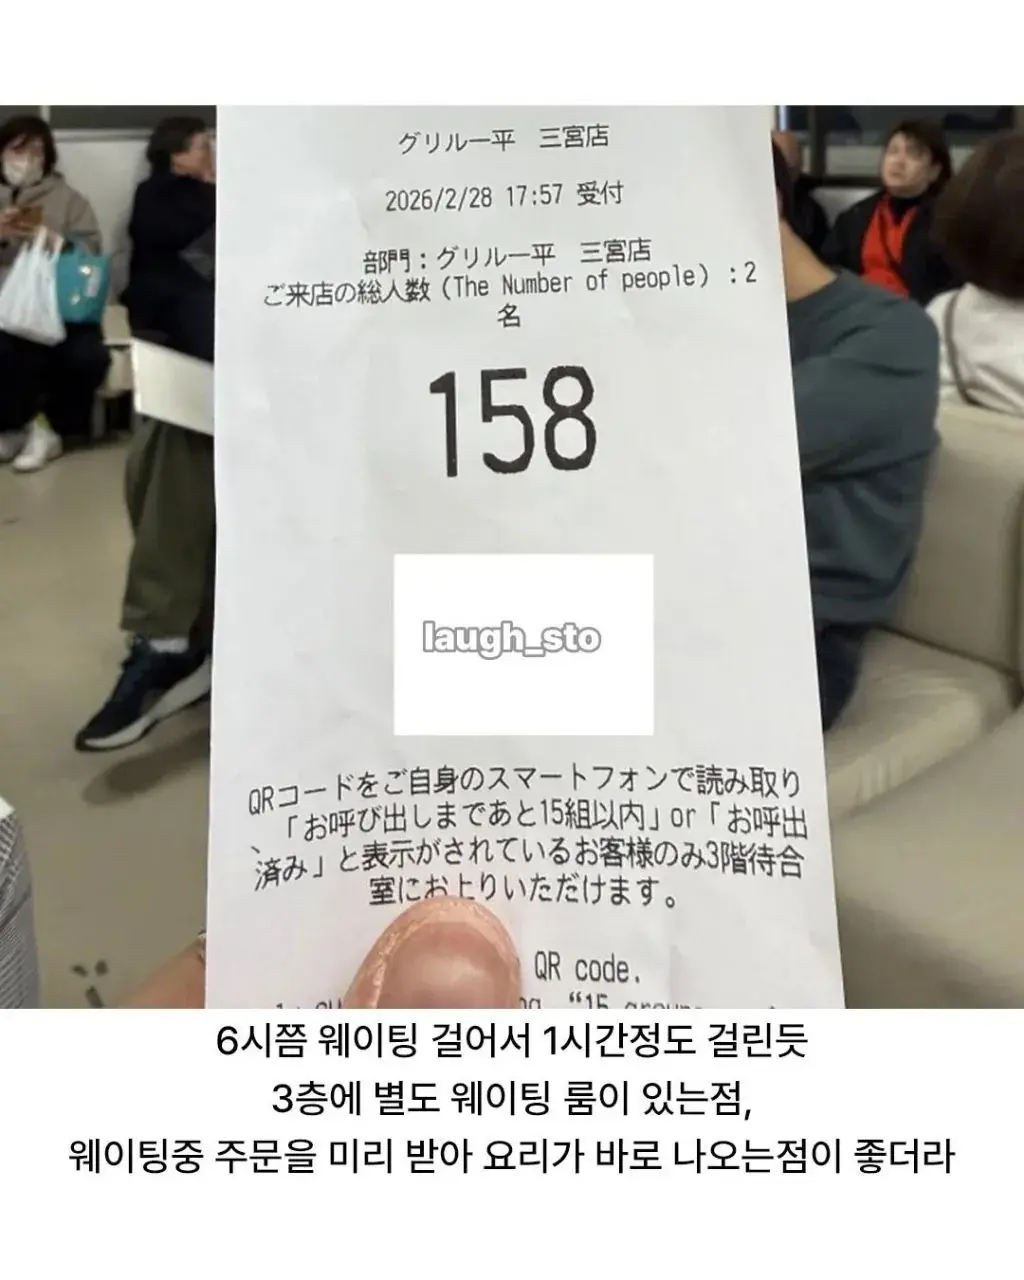 グリル一平　三宮店
2026/2/28 17:57 受付
部門：グリル一平　三宮店
ご来店の総人数（The Number of people）：2
名
158
laugh_sto
QRコードをご自身のスマートフォンで読み取り
、「お呼び出しまであと15組以内」or「お呼出
済み」と表示がされているお客様のみ3階待合
室にお上りいただけます。
QR code.
“15
6시쯤 웨이팅 걸어서 1시간정도 걸린듯
3층에 별도 웨이팅 룸이 있는점,
웨이팅중 주문을 미리 받아 요리가 바로 나오는점이 좋더라